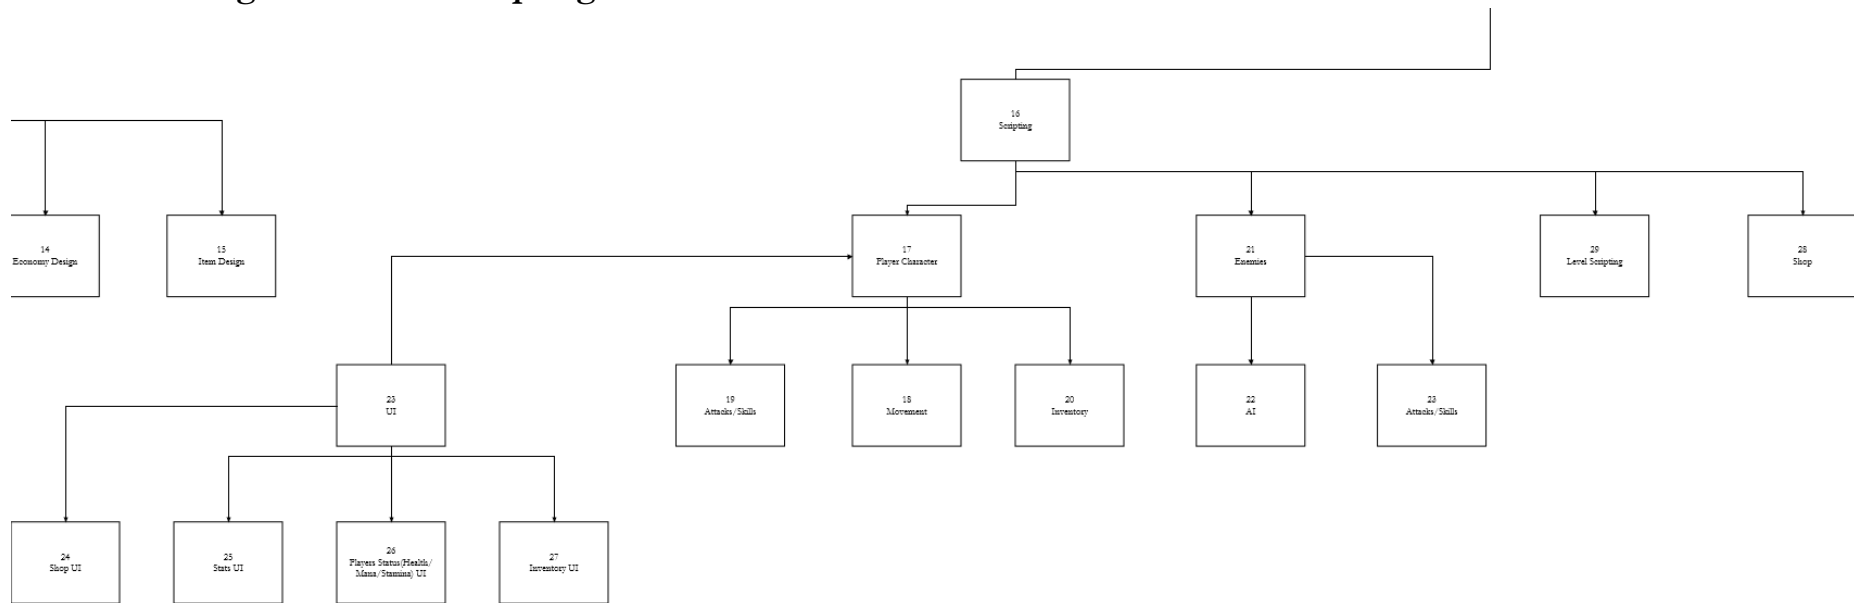 16
Scripting
14
Economy Design
15
Item Design
17
Player Character
21
Enemies
29
Level Scripting
28
Shop
23
UI
19
Attacks/Skills
18
Movement
20
Inventory
22
AI
23
Attacks/Skills
24
Shop UI
25
Stats UI
26
Players Status(Health/
Mana/Stamina) UI
27
Inventory UI